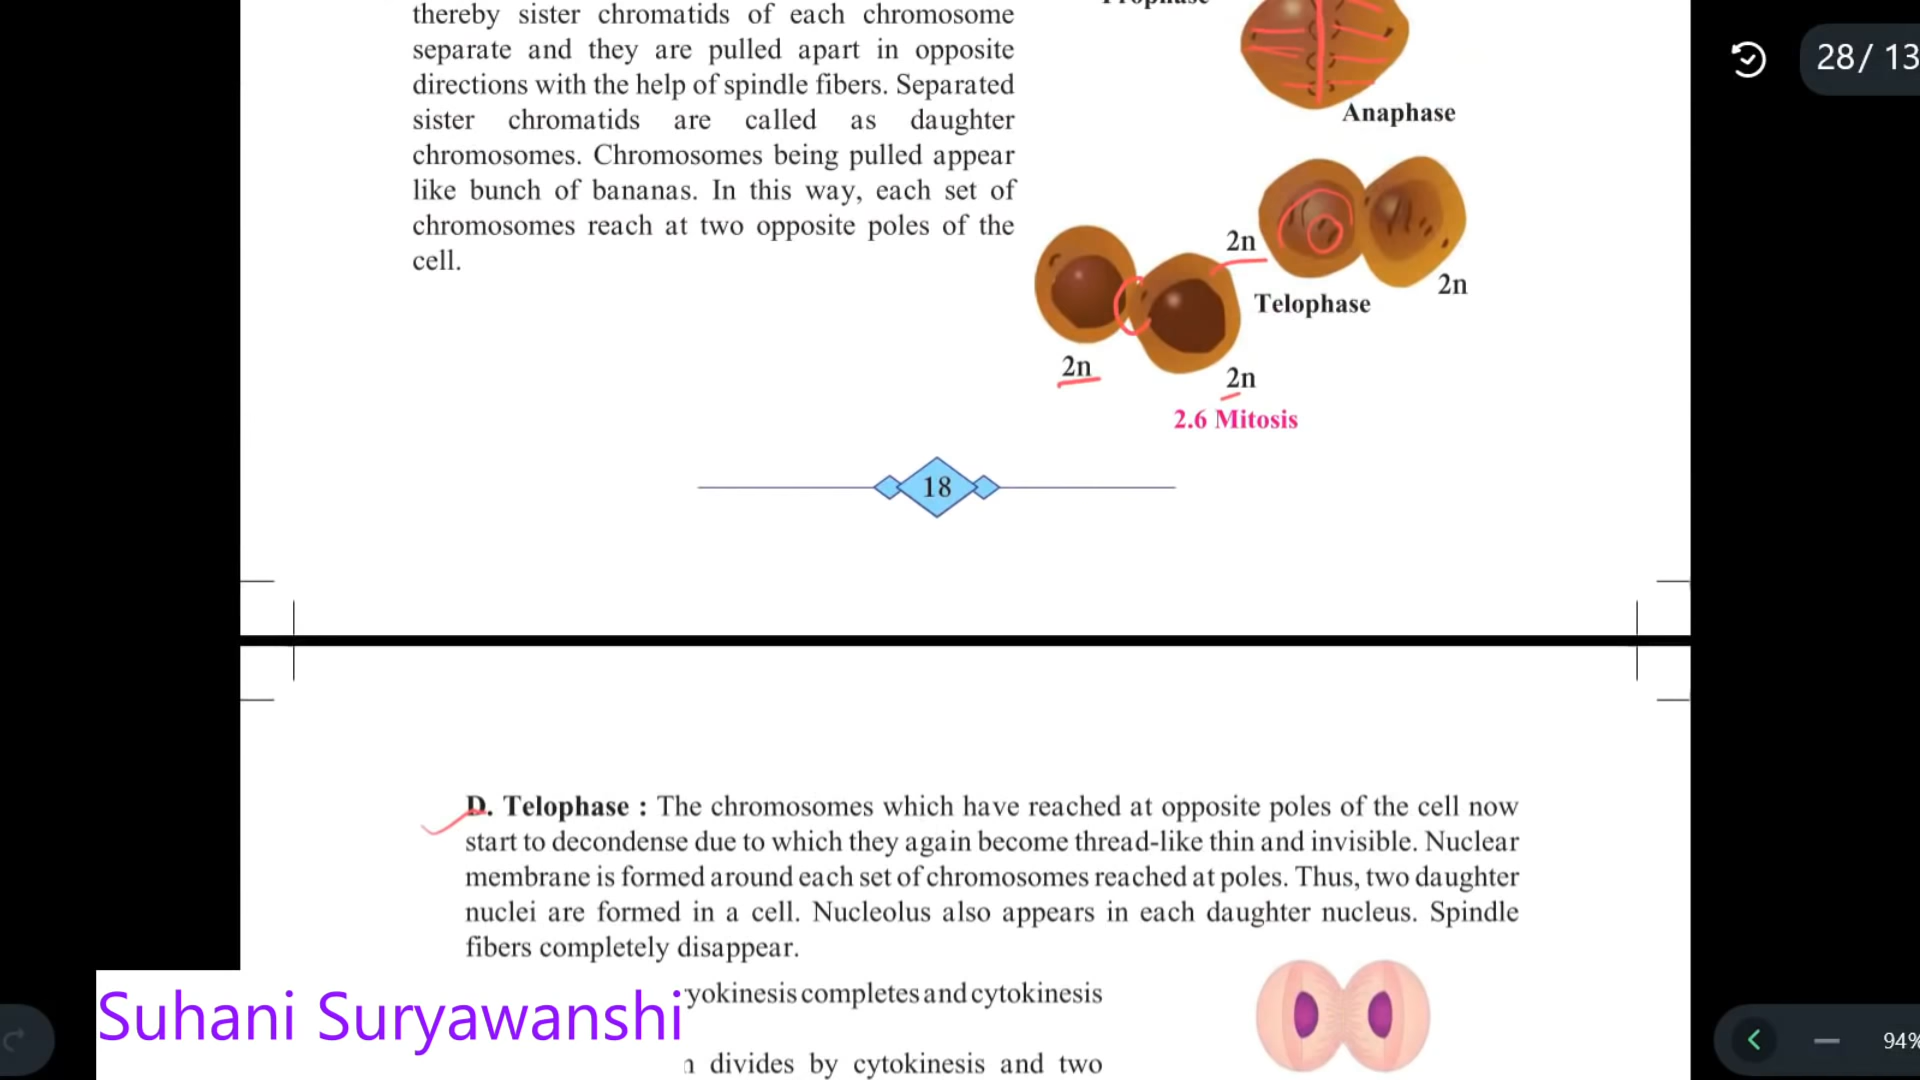 thereby sister chromatids of each chromosome
separate and they are pulled apart in opposite
directions with the help of spindle fibers. Separated
sister chromatids are called as daughter
chromosomes. Chromosomes being pulled appear
like bunch of bananas. In this way, each set of
chromosomes reach at two opposite poles of the
cell.
Anaphase
2n
2n
Telophase
2n
2n
2.6 Mitosis
18
28/ 13
D. Telophase : The chromosomes which have reached at opposite poles of the cell now
start to decondense due to which they again become thread-like thin and invisible. Nuclear
membrane is formed around each set of chromosomes reached at poles. Thus, two daughter
nuclei are formed in a cell. Nucleolus also appears in each daughter nucleus. Spindle
fibers completely disappear.
yokinesis completes and cytokinesis
divides by cytokinesis and two
Suhani Suryawanshi
94%